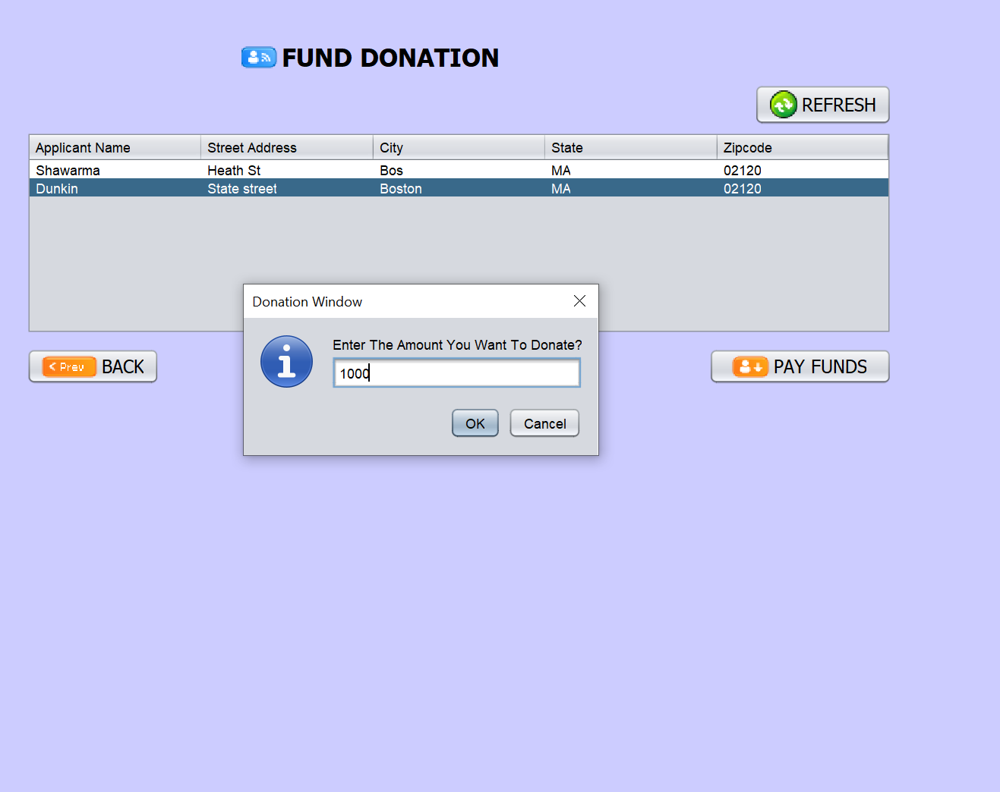 FUND DONATION
REFRESH
Applicant Name Street Address City State Zipcode
Shawarma Heath St Bos MA 02120
Dunkin State street Boston MA 02120
Donation Window
Enter The Amount You Want To Donate?
1000
OK Cancel
< Prev BACK
PAY FUNDS